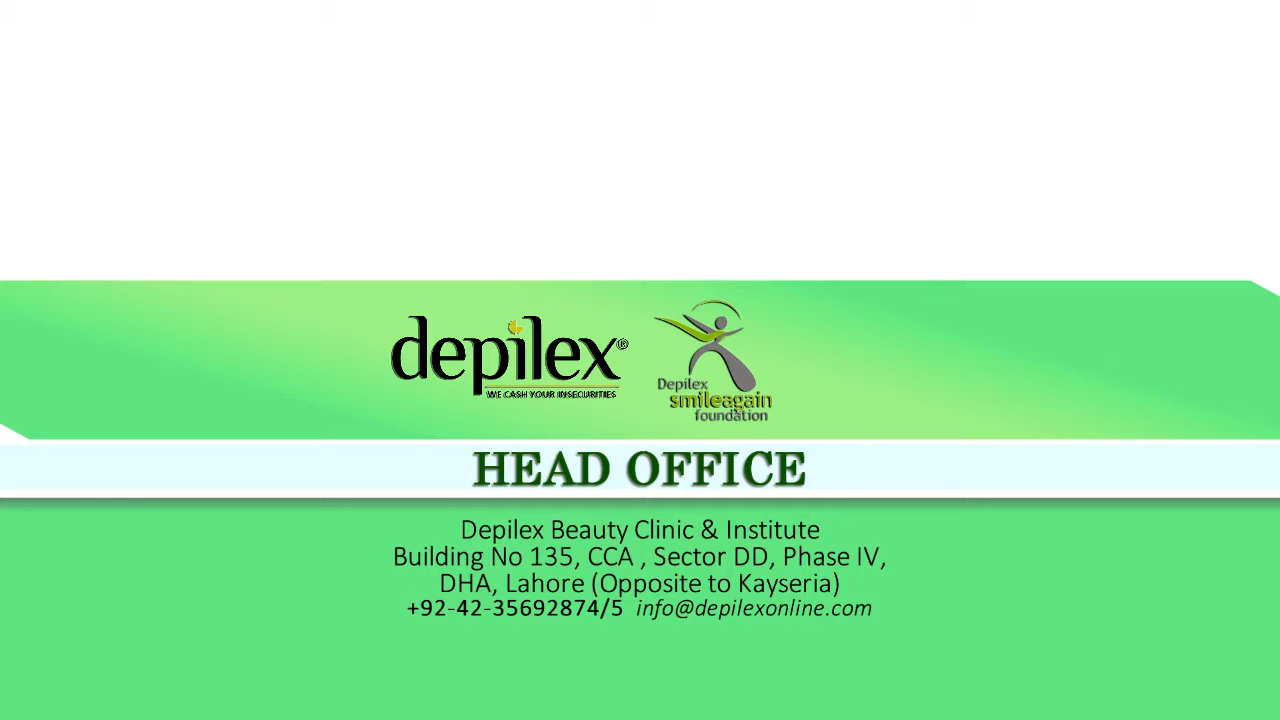 depilex®
WE CASH YOUR INSECURITIES
Depilex
smileagain
foundation
HEAD OFFICE
Depilex Beauty Clinic & Institute
Building No 135, CCA , Sector DD, Phase IV,
DHA, Lahore (Opposite to Kayseria)
+92-42-35692874/5 info@depilexonline.com